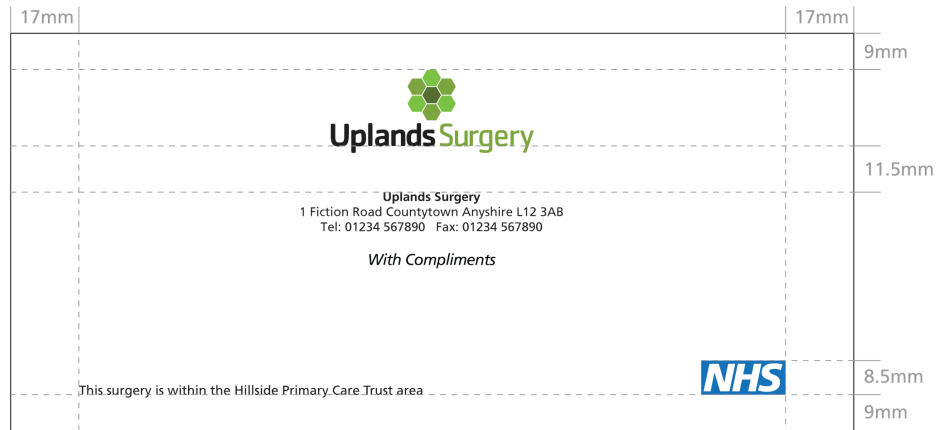 17mm 17mm
9mm
Uplands Surgery
11.5mm
Uplands Surgery
1 Fiction Road Countytown Anyshire L12 3AB
Tel: 01234 567890 Fax: 01234 567890
With Compliments
NHS
8.5mm
This surgery is within the Hillside Primary Care Trust area
9mm